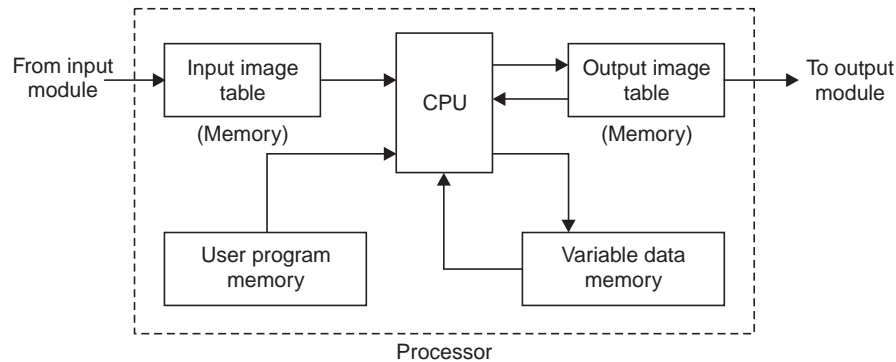 From input
module
Input image
table
(Memory)
CPU
Output image
table
(Memory)
To output
module
User program
memory
Variable data
memory
Processor